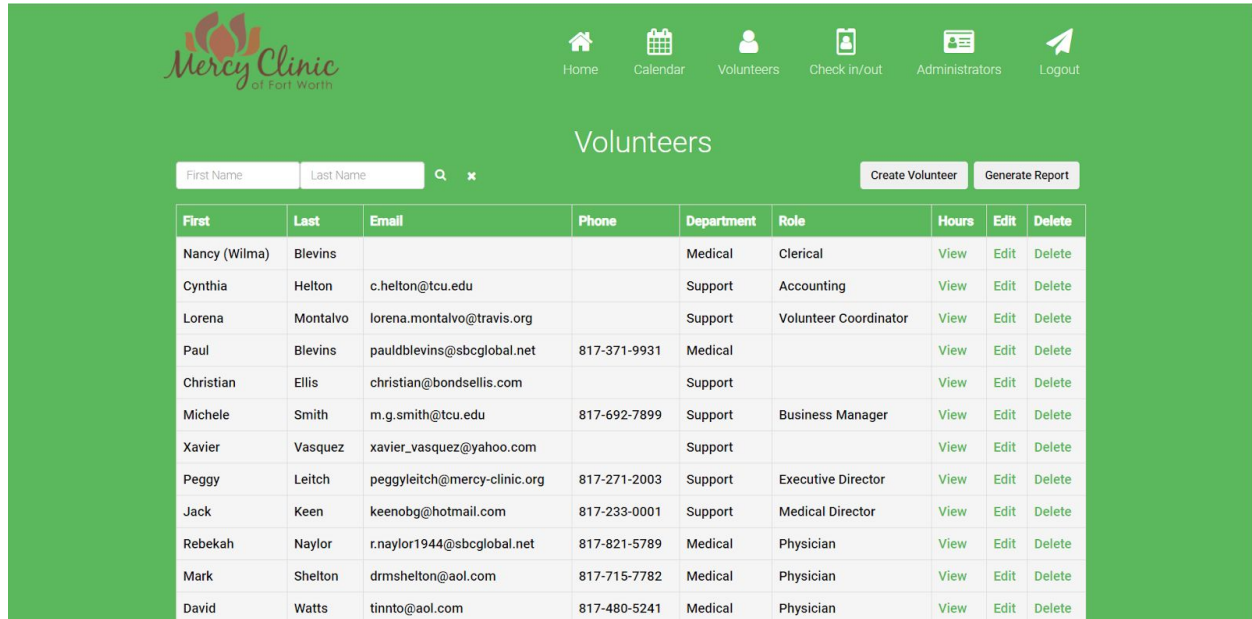 Mercy Clinic
of Fort Worth
Home Calendar Volunteers Check in/out Administrators Logout
Volunteers
First Name Last Name Create Volunteer Generate Report
First Last Email Phone Department Role Hours Edit Delete
Nancy (Wilma) Blevins Medical Clerical View Edit Delete
Cynthia Helton c.helton@tcu.edu Support Accounting View Edit Delete
Lorena Montalvo lorena.montalvo@travis.org Support Volunteer Coordinator View Edit Delete
Paul Blevins pauldblevins@sbcglobal.net 817-371-9931 Medical View Edit Delete
Christian Ellis christian@bondsellis.com Support View Edit Delete
Michele Smith m.g.smith@tcu.edu 817-692-7899 Support Business Manager View Edit Delete
Xavier Vasquez xavier_vasquez@yahoo.com Support View Edit Delete
Peggy Leitch peggyleitch@mercy-clinic.org 817-271-2003 Support Executive Director View Edit Delete
Jack Keen keenobg@hotmail.com 817-233-0001 Support Medical Director View Edit Delete
Rebekah Naylor r.naylor1944@sbcglobal.net 817-821-5789 Medical Physician View Edit Delete
Mark Shelton drmshelton@aol.com 817-715-7782 Medical Physician View Edit Delete
David Watts tinnto@aol.com 817-480-5241 Medical Physician View Edit Delete